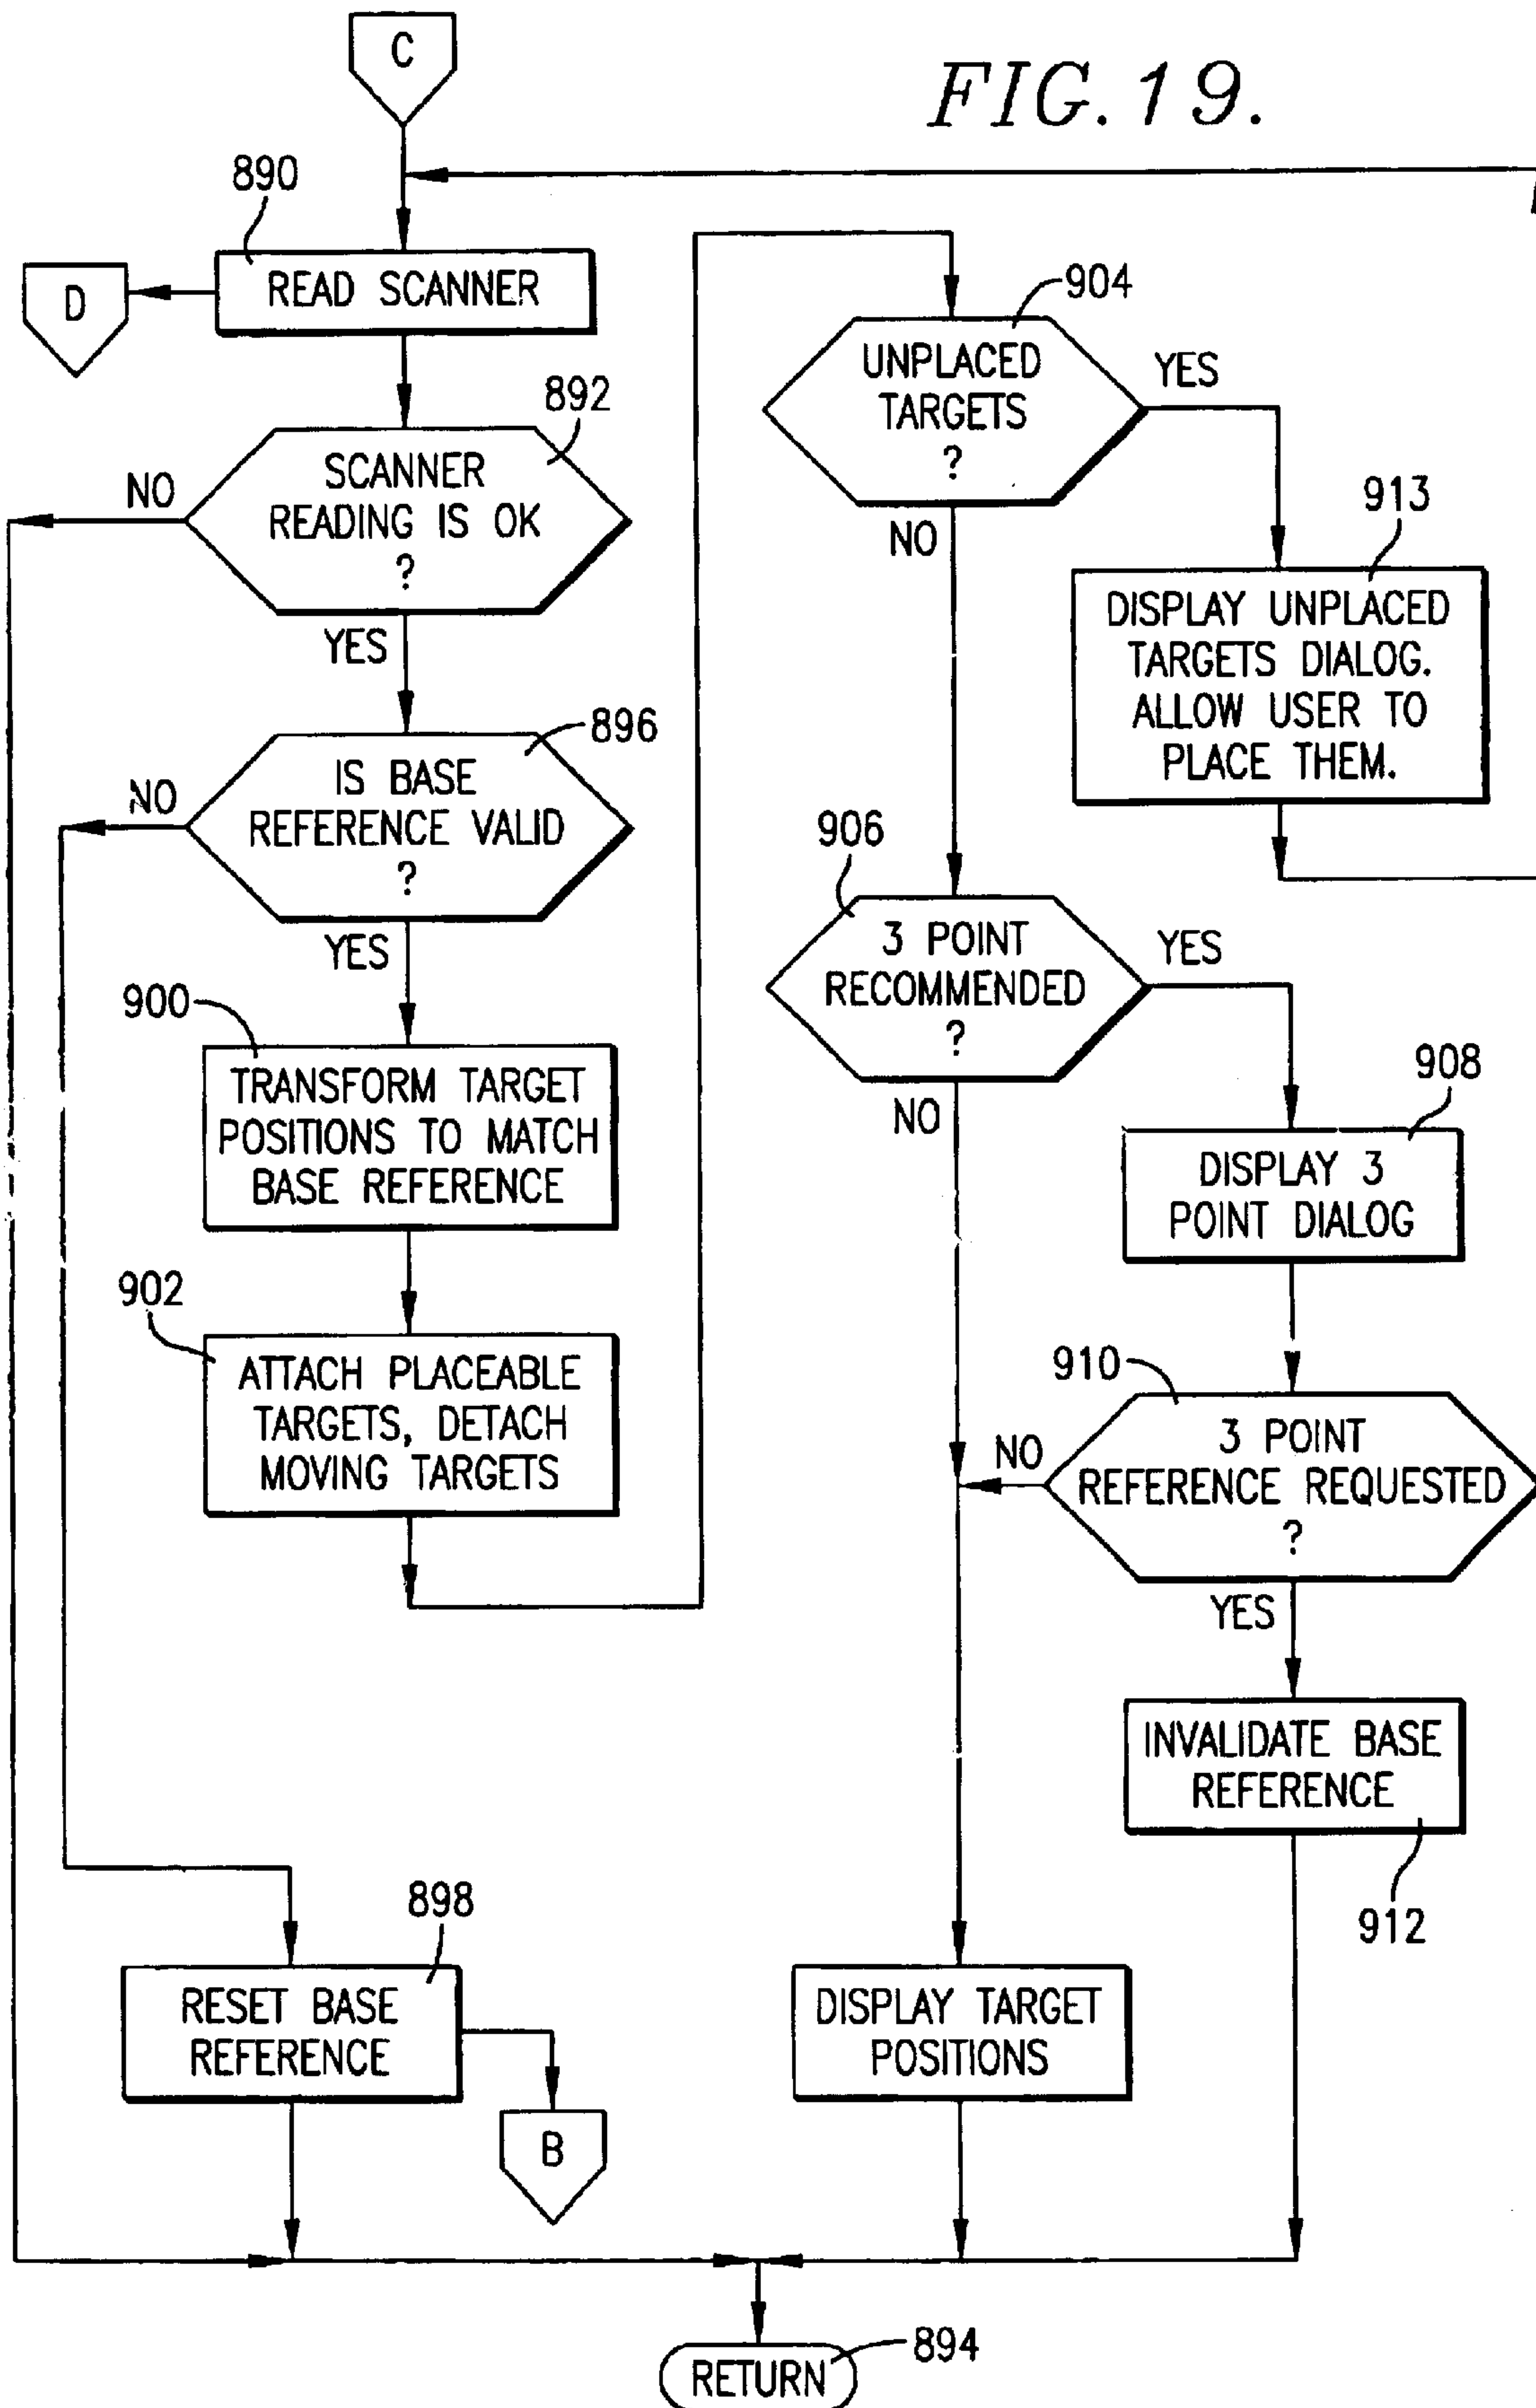 C
FIG. 19.
890
READ SCANNER
D
892
SCANNER
READING IS OK
?
NO
YES
896
IS BASE
REFERENCE VALID
?
NO
YES
900
TRANSFORM TARGET
POSITIONS TO MATCH
BASE REFERENCE
902
ATTACH PLACEABLE
TARGETS, DETACH
MOVING TARGETS
898
RESET BASE
REFERENCE
B
904
UNPLACED
TARGETS
?
YES
NO
913
DISPLAY UNPLACED
TARGETS DIALOG.
ALLOW USER TO
PLACE THEM.
906
3 POINT
RECOMMENDED
?
YES
NO
908
DISPLAY 3
POINT DIALOG
910
3 POINT
REFERENCE REQUESTED
?
NO
YES
INVALIDATE BASE
REFERENCE
912
DISPLAY TARGET
POSITIONS
RETURN
894